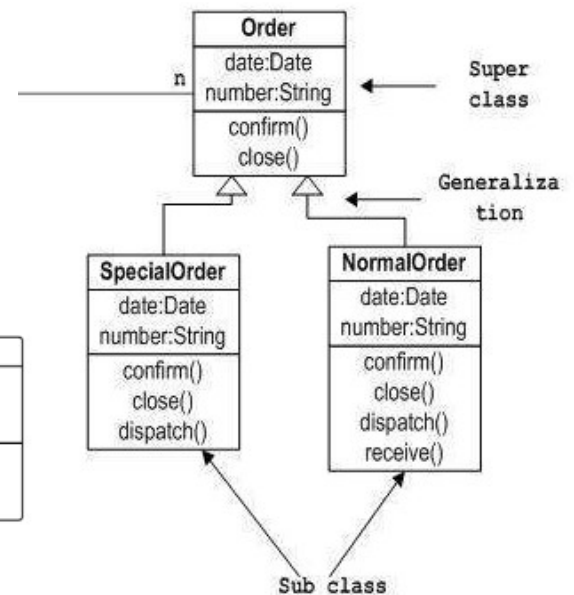 Order
date:Date
number:String
confirm()
close()
n
Super
class
Generaliza
tion
SpecialOrder
date:Date
number:String
confirm()
close()
dispatch()
NormalOrder
date:Date
number:String
confirm()
close()
dispatch()
receive()
Sub class